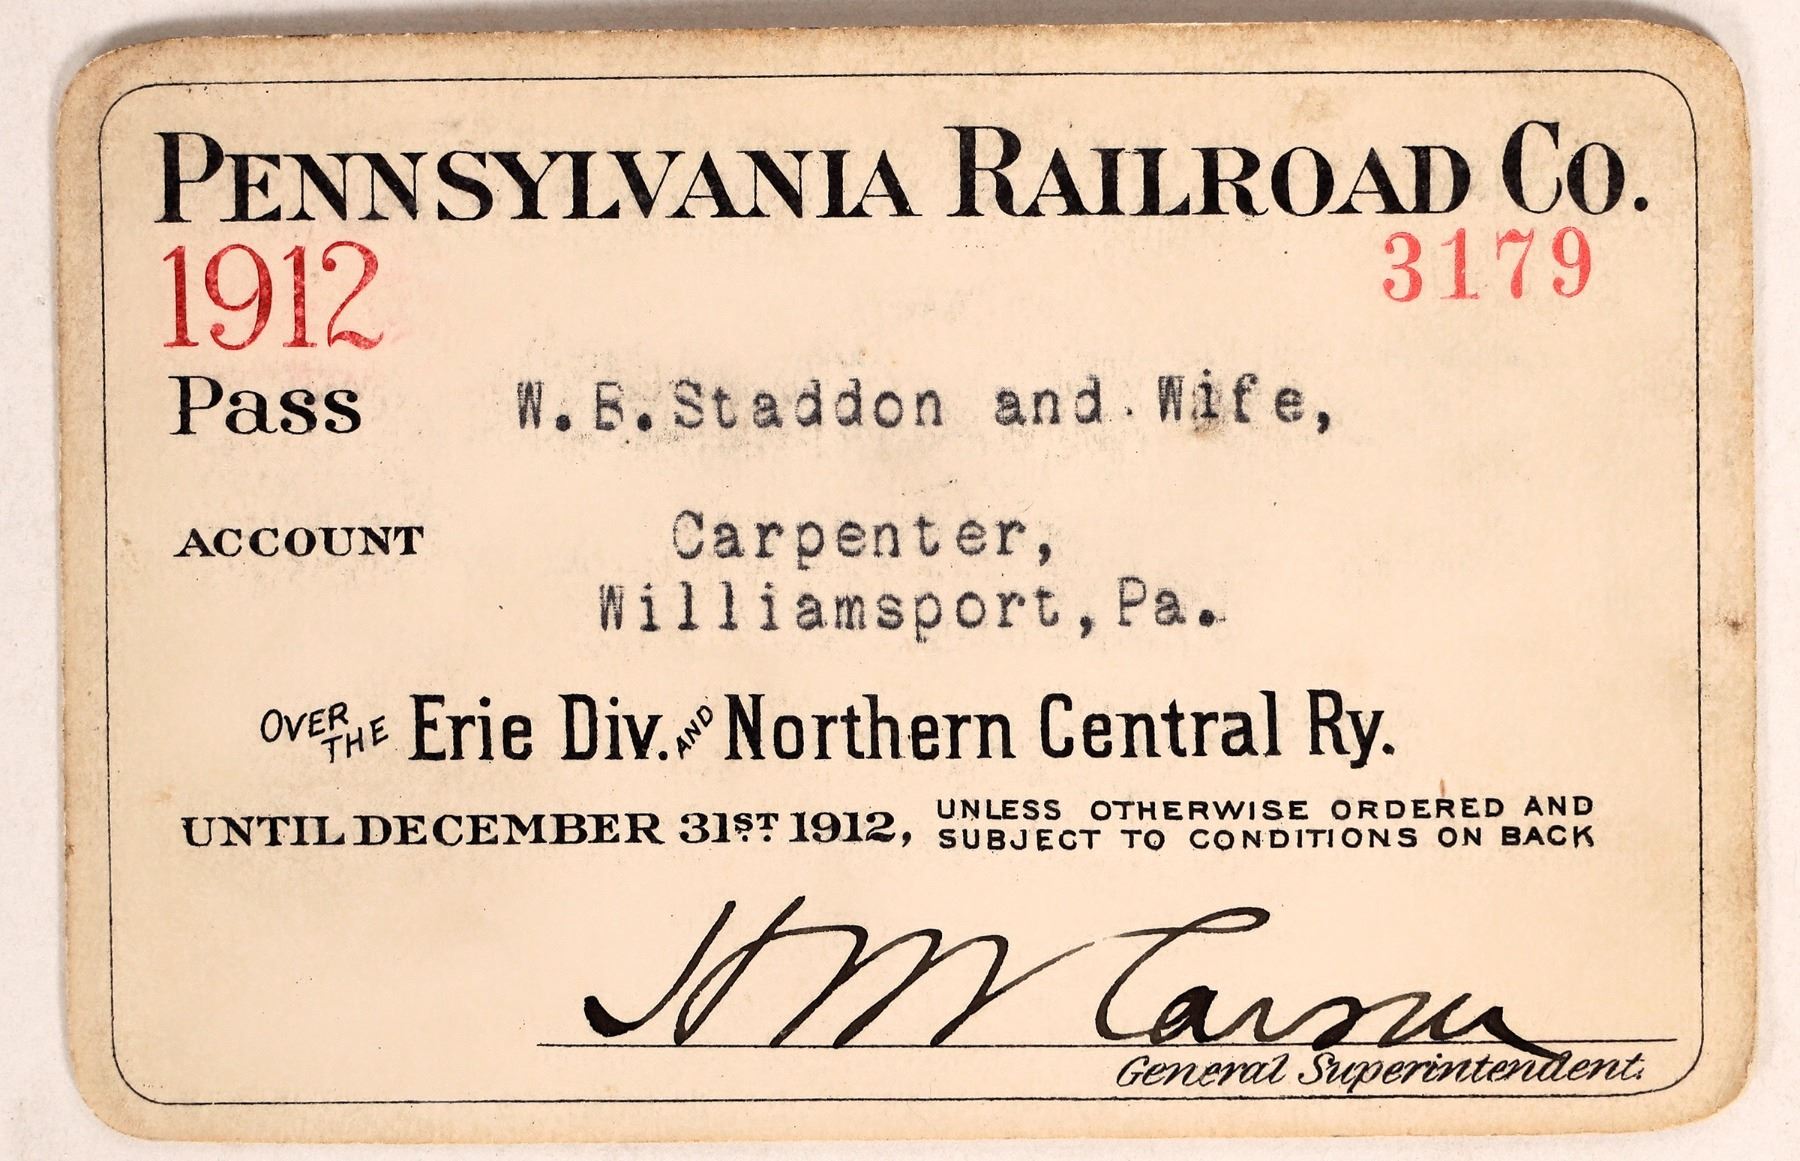 PENNSYLVANIA RAILROAD CO.
1912 3179
Pass W. B. Staddon and Wife,
ACCOUNT Carpenter,
Williamsport, Pa.
OVER THE Erie Div. AND Northern Central Ry.
UNTIL DECEMBER 31ST 1912, UNLESS OTHERWISE ORDERED AND
SUBJECT TO CONDITIONS ON BACK
H M Carson
General Superintendent.